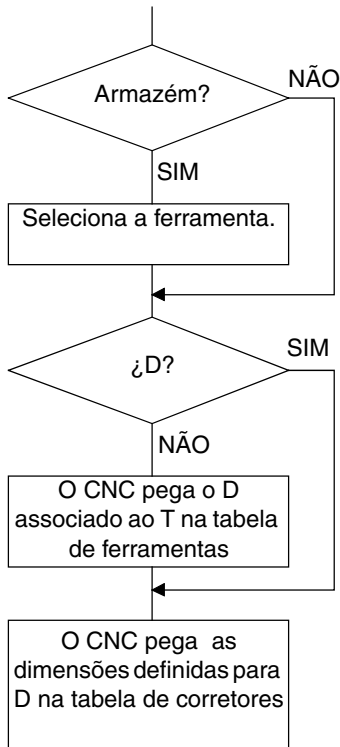 Armazém?
NÃO
SIM
Seleciona a ferramenta.
¿D?
SIM
NÃO
O CNC pega o D
associado ao T na tabela
de ferramentas
O CNC pega as
dimensões definidas para
D na tabela de corretores